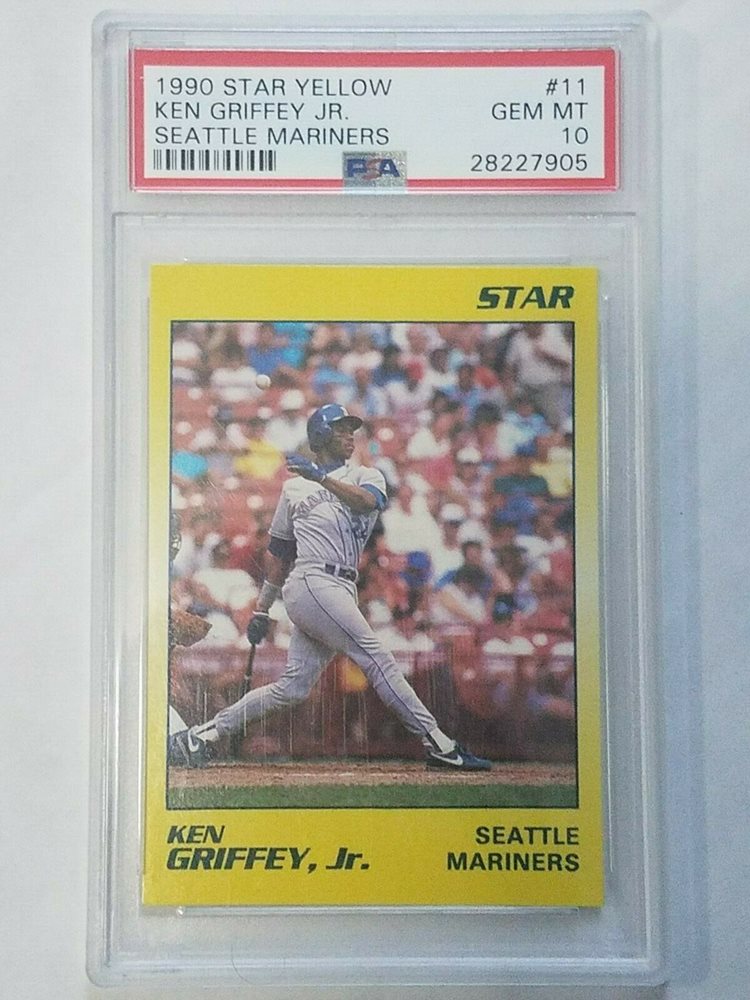 1990 STAR YELLOW #11
KEN GRIFFEY JR. GEM MT
SEATTLE MARINERS 10
PSA 28227905
STAR
KEN SEATTLE
GRIFFEY, Jr. MARINERS